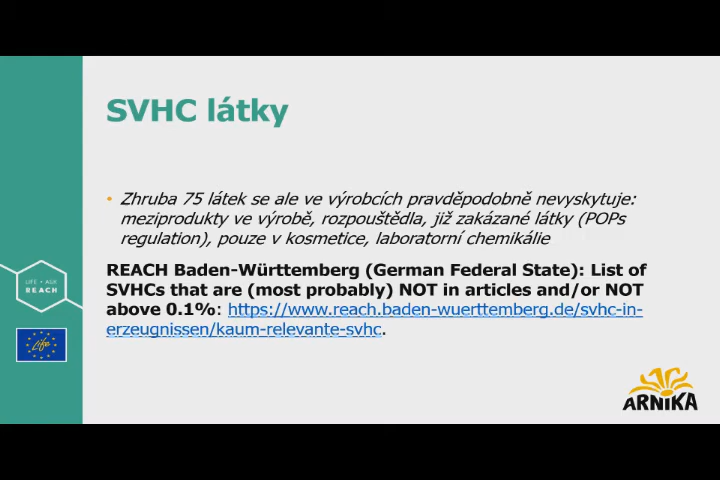 SVHC látky
• Zhruba 75 látek se ale ve výrobcích pravděpodobně nevyskytuje:
meziprodukty ve výrobě, rozpouštědla, již zakázané látky (POPs
regulation), pouze v kosmetice, laboratorní chemikálie
REACH Baden-Württemberg (German Federal State): List of
SVHCs that are (most probably) NOT in articles and/or NOT
above 0.1%: https://www.reach.baden-wuerttemberg.de/svhc-in-
erzeugnissen/kaum-relevante-svhc.
LIFE • ASK
REACH
Life
ARNIKA